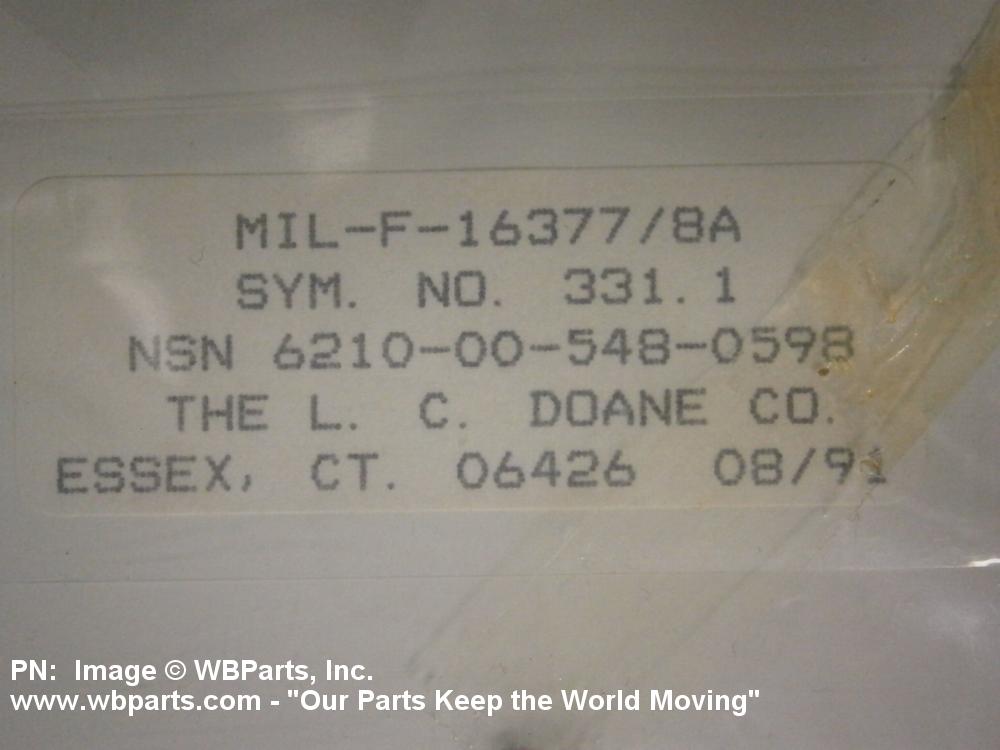 MIL-F-16377/8A
SYM. NO. 331.1
NSN 6210-00-548-0598
THE L. C. DOANE CO.
ESSEX, CT. 06426 08/91
PN: Image © WBParts, Inc.
www.wbparts.com - "Our Parts Keep the World Moving"